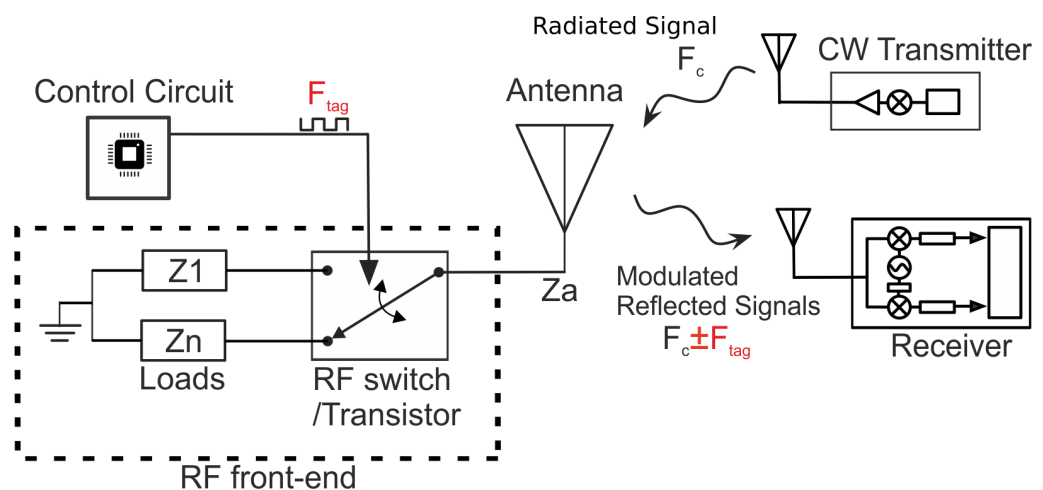 Radiated Signal
Fc
CW Transmitter
Control Circuit
Ftag
Antenna
Z1
Zn
Loads
RF switch
/Transistor
RF front-end
Za
Modulated
Reflected Signals
Fc±Ftag
Receiver